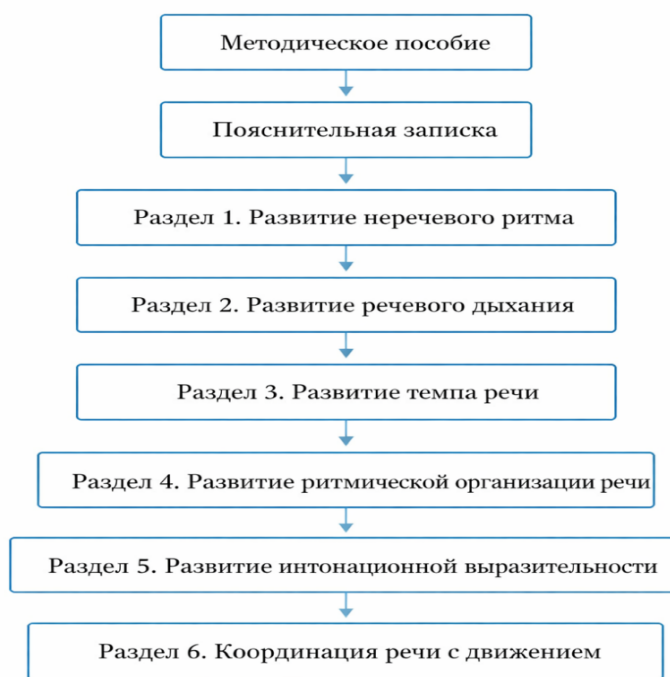 Методическое пособие
Пояснительная записка
Раздел 1. Развитие неречевого ритма
Раздел 2. Развитие речевого дыхания
Раздел 3. Развитие темпа речи
Раздел 4. Развитие ритмической организации речи
Раздел 5. Развитие интонационной выразительности
Раздел 6. Координация речи с движением